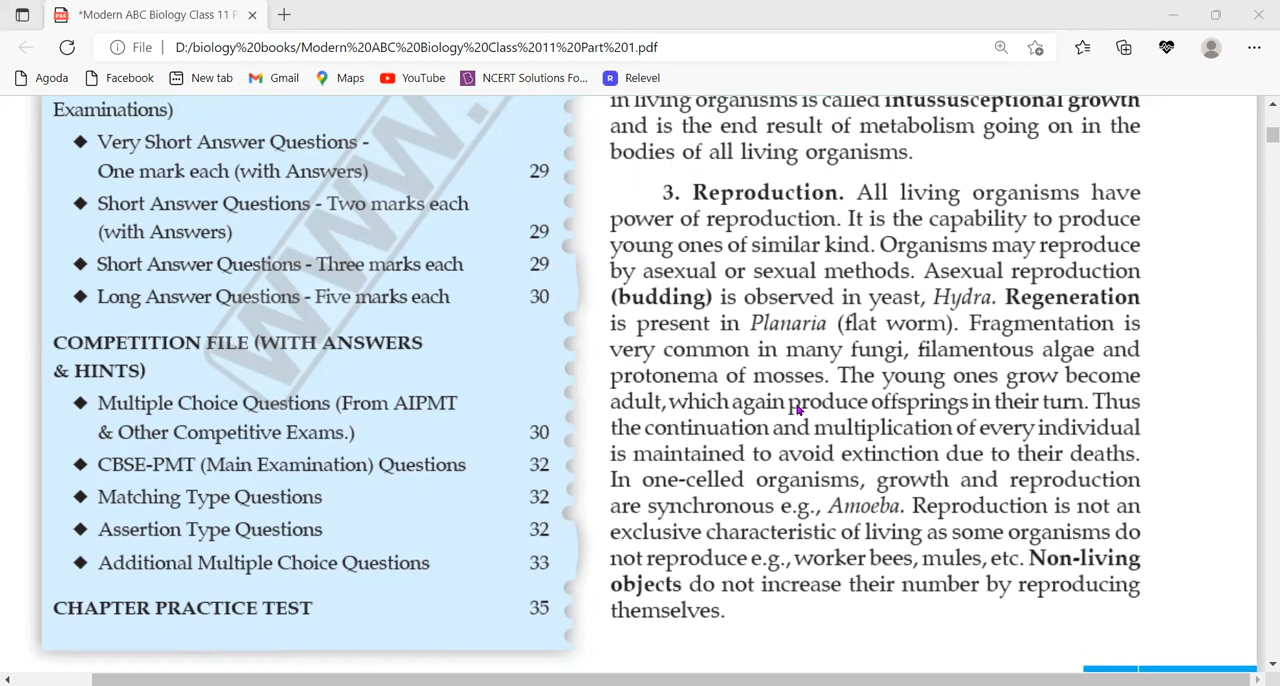 *Modern ABC Biology Class 11 P
File
D:/biology%20books/Modern%20ABC%20Biology%20Class%2011%20Part%201.pdf
Agoda Facebook New tab Gmail Maps YouTube NCERT Solutions Fo... Relevel
Examinations)
◆ Very Short Answer Questions -
One mark each (with Answers) 29
◆ Short Answer Questions - Two marks each
(with Answers) 29
◆ Short Answer Questions - Three marks each 29
◆ Long Answer Questions - Five marks each 30
COMPETITION FILE (WITH ANSWERS
& HINTS)
◆ Multiple Choice Questions (From AIPMT
& Other Competitive Exams.) 30
◆ CBSE-PMT (Main Examination) Questions 32
◆ Matching Type Questions 32
◆ Assertion Type Questions 32
◆ Additional Multiple Choice Questions 33
CHAPTER PRACTICE TEST 35
www.
in living organisms is called intussusceptional growth
and is the end result of metabolism going on in the
bodies of all living organisms.
3. Reproduction. All living organisms have
power of reproduction. It is the capability to produce
young ones of similar kind. Organisms may reproduce
by asexual or sexual methods. Asexual reproduction
(budding) is observed in yeast, Hydra. Regeneration
is present in Planaria (flat worm). Fragmentation is
very common in many fungi, filamentous algae and
protonema of mosses. The young ones grow become
adult, which again produce offsprings in their turn. Thus
the continuation and multiplication of every individual
is maintained to avoid extinction due to their deaths.
In one-celled organisms, growth and reproduction
are synchronous e.g., Amoeba. Reproduction is not an
exclusive characteristic of living as some organisms do
not reproduce e.g., worker bees, mules, etc. Non-living
objects do not increase their number by reproducing
themselves.